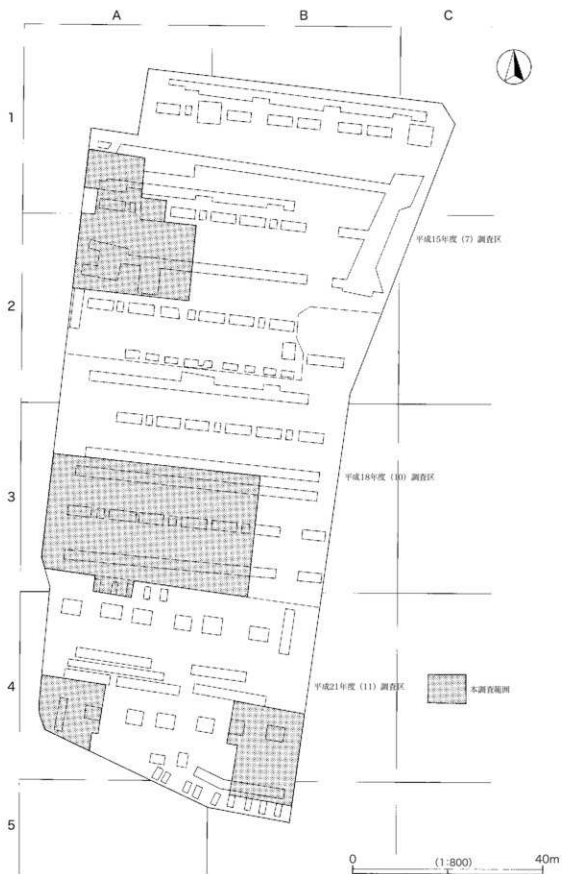 A B C
1
平成15年度(7)調査区
2
平成18年度(10)調査区
3
平成21年度(11)調査区
本調査範囲
4
5
0 (1:800) 40m